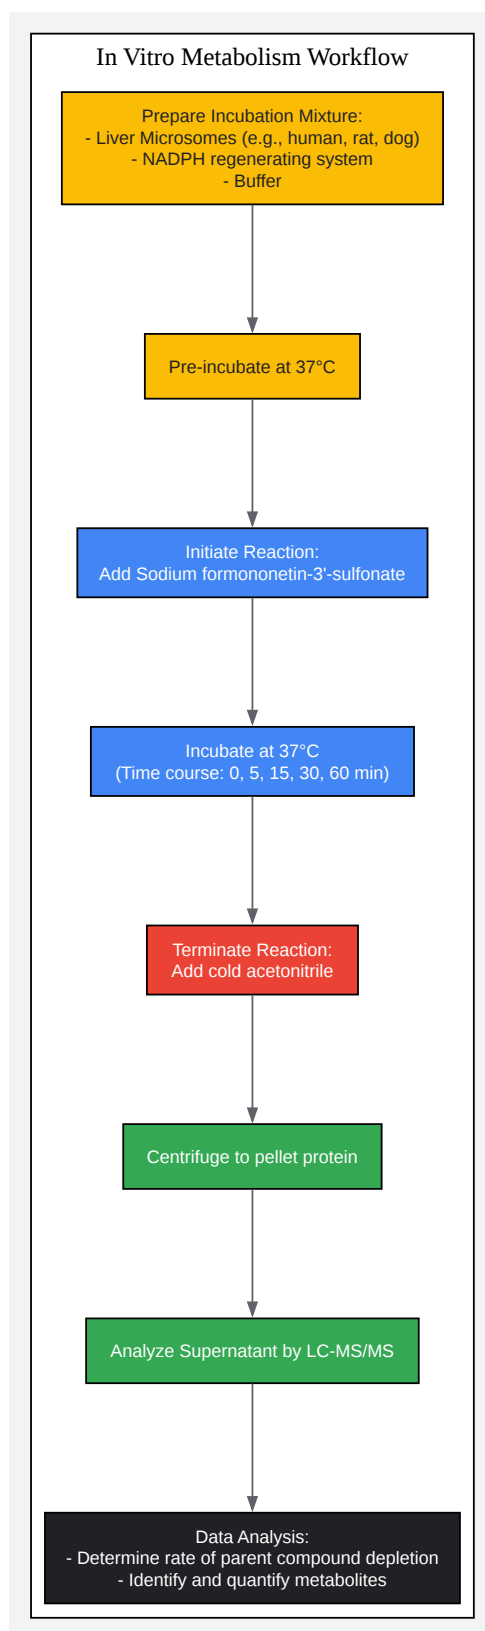 In Vitro Metabolism Workflow
Prepare Incubation Mixture:
- Liver Microsomes (e.g., human, rat, dog)
- NADPH regenerating system
- Buffer
Pre-incubate at 37°C
Initiate Reaction:
Add Sodium formononetin-3'-sulfonate
Incubate at 37°C
(Time course: 0, 5, 15, 30, 60 min)
Terminate Reaction:
Add cold acetonitrile
Centrifuge to pellet protein
Analyze Supernatant by LC-MS/MS
Data Analysis:
- Determine rate of parent compound depletion
- Identify and quantify metabolites